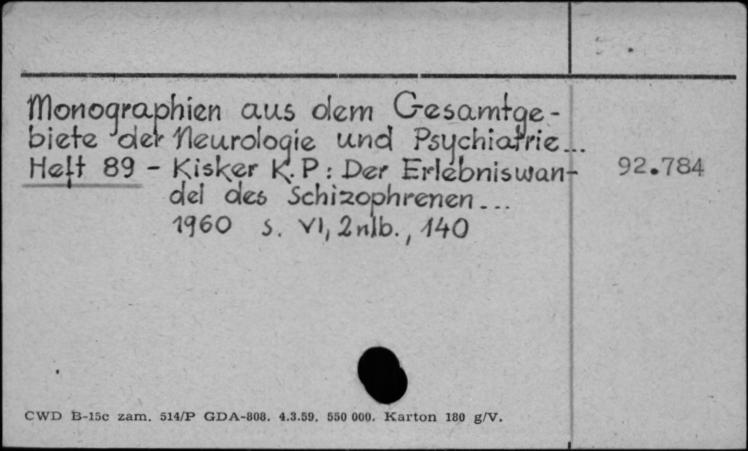 Monographien aus dem Gesamtge-
biete der Neurologie und Psychiatrie...
Heft 89 - Kisker K.P: Der Erlebniswan- 92.784
del des Schizophrenen...
1960 S. VI, 2nlb., 140
CWD B-15c zam. 514/P GDA-808. 4.3.59. 550 000. Karton 180 g/V.